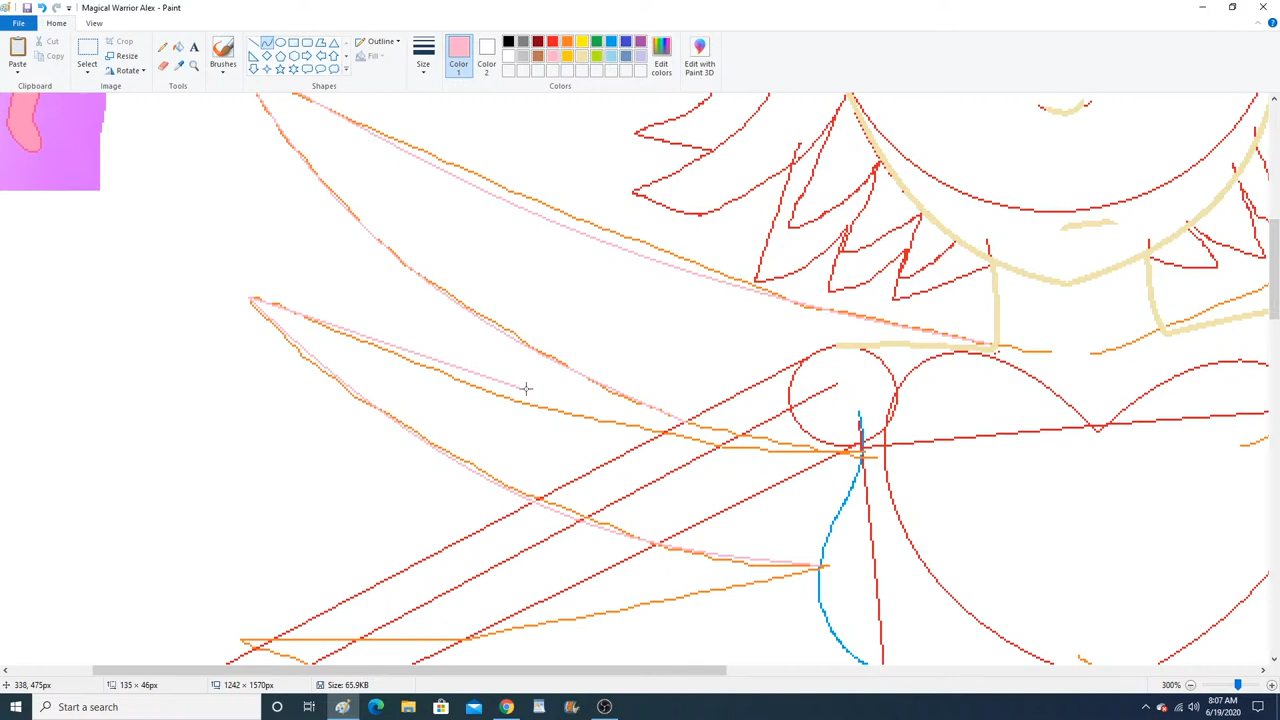 Magical Warrior Alex - Paint
File Home View
Paste Cut Copy Clipboard
Select Crop Resize Rotate Image
A Tools
Brushes
Outline Fill Shapes
Size
Color 1
Color 2
Edit colors Colors
Edit with Paint 3D
338, 475px 135 × 46px 1242 × 1570px Size: 65.9KB 300%
Start a search
8:07 AM
6/19/2020